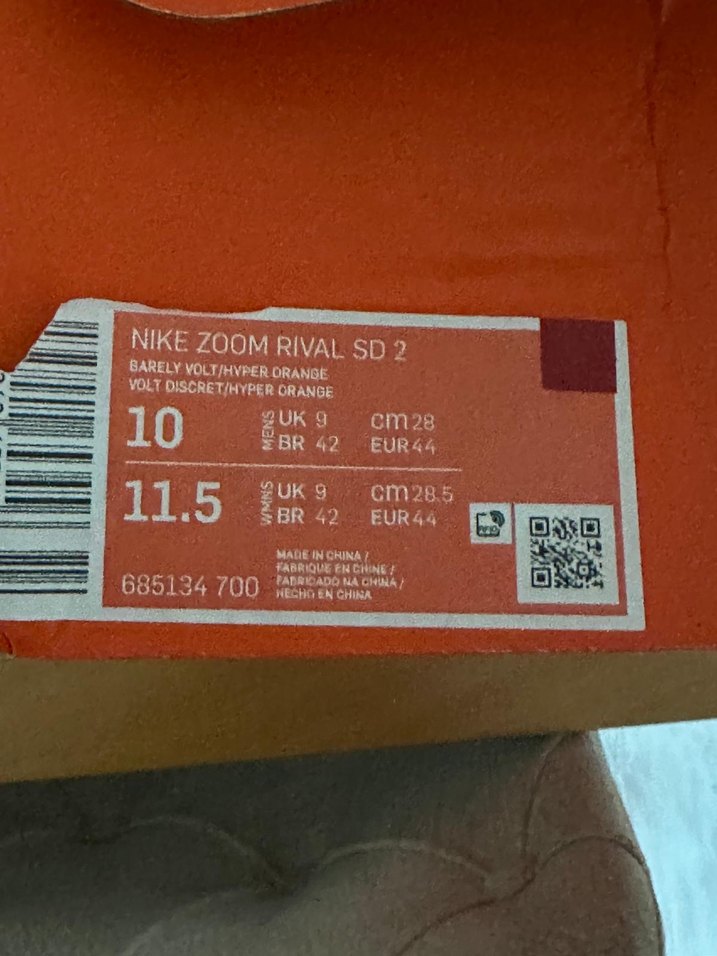 NIKE ZOOM RIVAL SD 2
BARELY VOLT/HYPER ORANGE
VOLT DISCRET/HYPER ORANGE
10 MENS UK 9 cm 28
BR 42 EUR 44
11.5 WMNS UK 9 cm 28.5
BR 42 EUR 44
685134 700
MADE IN CHINA /
FABRIQUE EN CHINE /
FABRICADO NA CHINA /
HECHO EN CHINA
RFID